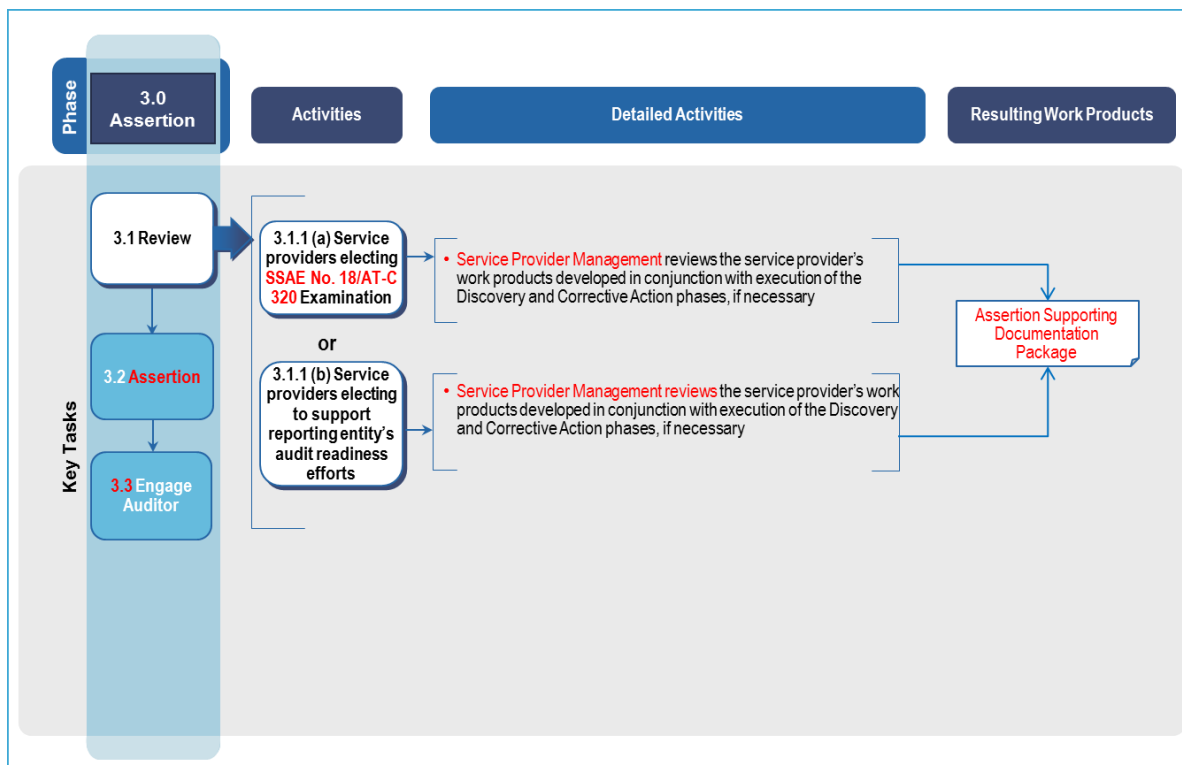 Phase
3.0
Assertion
Activities
Detailed Activities
Resulting Work Products
Key Tasks
3.1 Review
3.2 Assertion
3.3 Engage
Auditor
3.1.1 (a) Service
providers electing
SSAE No. 18/AT-C
320 Examination
or
3.1.1 (b) Service
providers electing
to support
reporting entity’s
audit readiness
efforts
• Service Provider Management reviews the service provider’s
work products developed in conjunction with execution of the
Discovery and Corrective Action phases, if necessary
• Service Provider Management reviews the service provider’s work
products developed in conjunction with execution of the Discovery
and Corrective Action phases, if necessary
Assertion Supporting
Documentation
Package